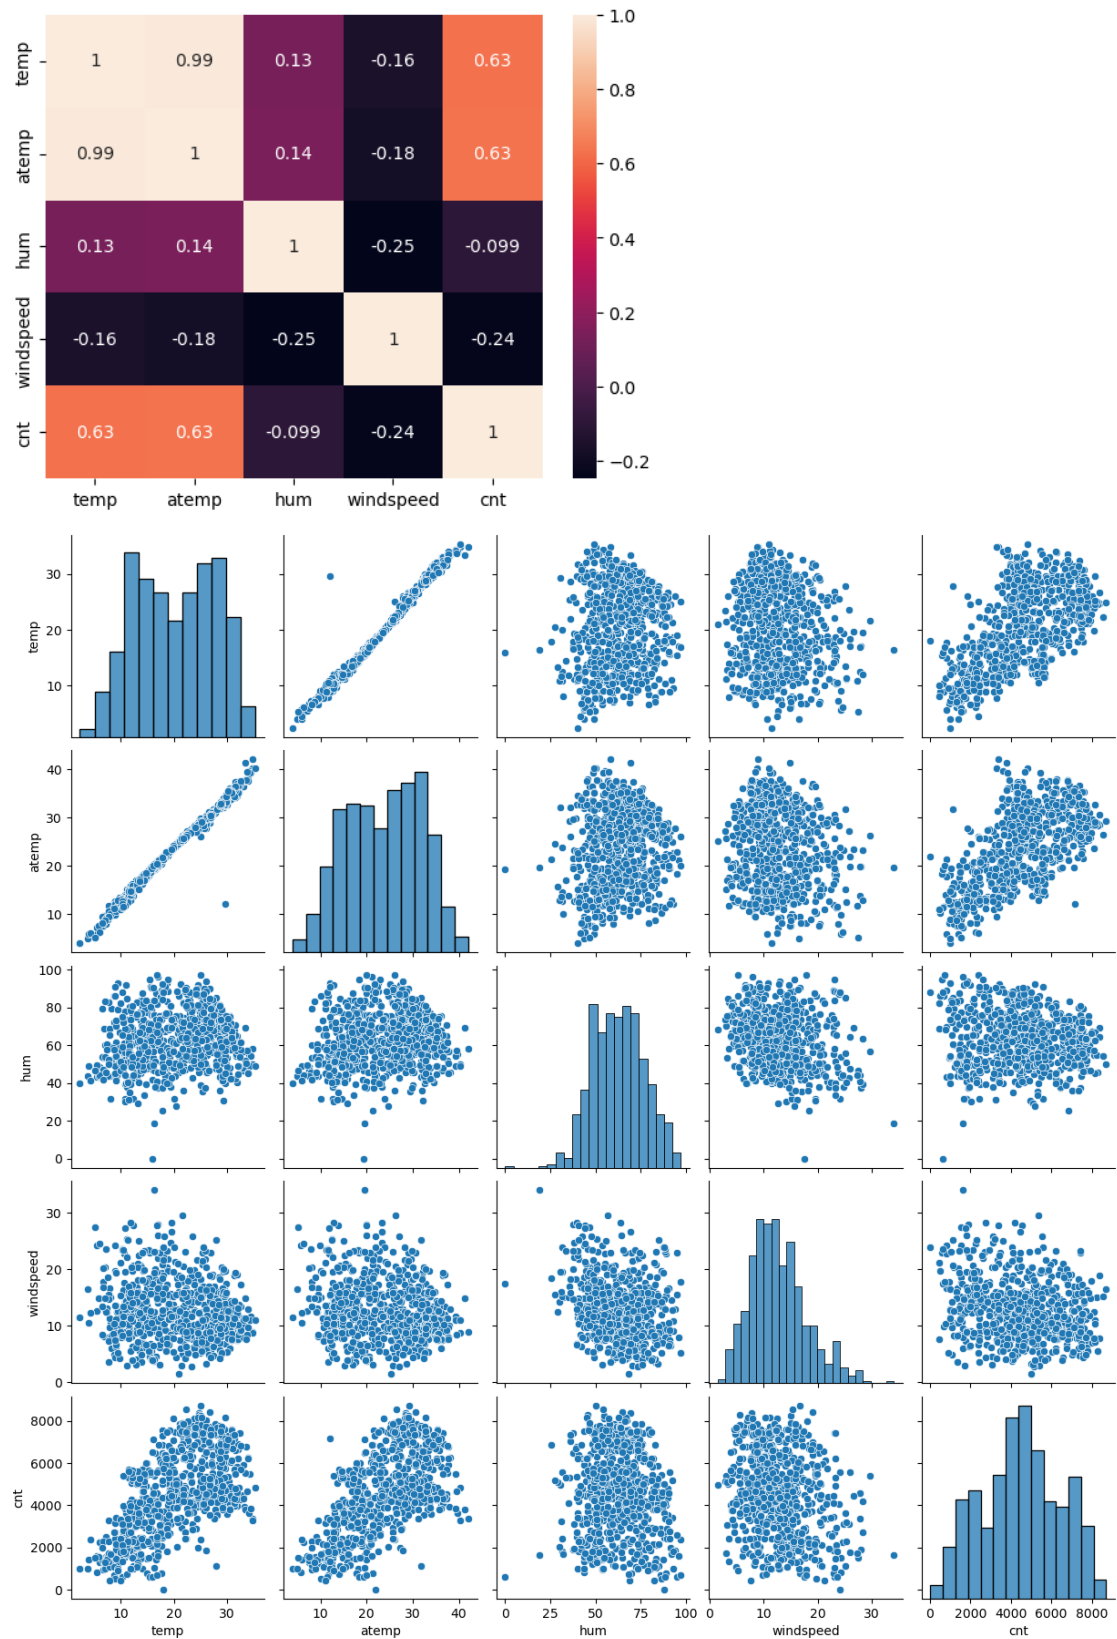 temp 1 0.99 0.13 -0.16 0.63
atemp 0.99 1 0.14 -0.18 0.63
hum 0.13 0.14 1 -0.25 -0.099
windspeed -0.16 -0.18 -0.25 1 -0.24
cnt 0.63 0.63 -0.099 -0.24 1
temp atemp hum windspeed cnt
1.0
0.8
0.6
0.4
0.2
0.0
−0.2
temp
30
20
10
atemp
40
30
20
10
hum
100
80
60
40
20
0
windspeed
30
20
10
0
cnt
8000
6000
4000
2000
0
10 20 30 10 20 30 40 0 25 50 75 100 0 10 20 30 0 2000 4000 6000 8000
temp atemp hum windspeed cnt